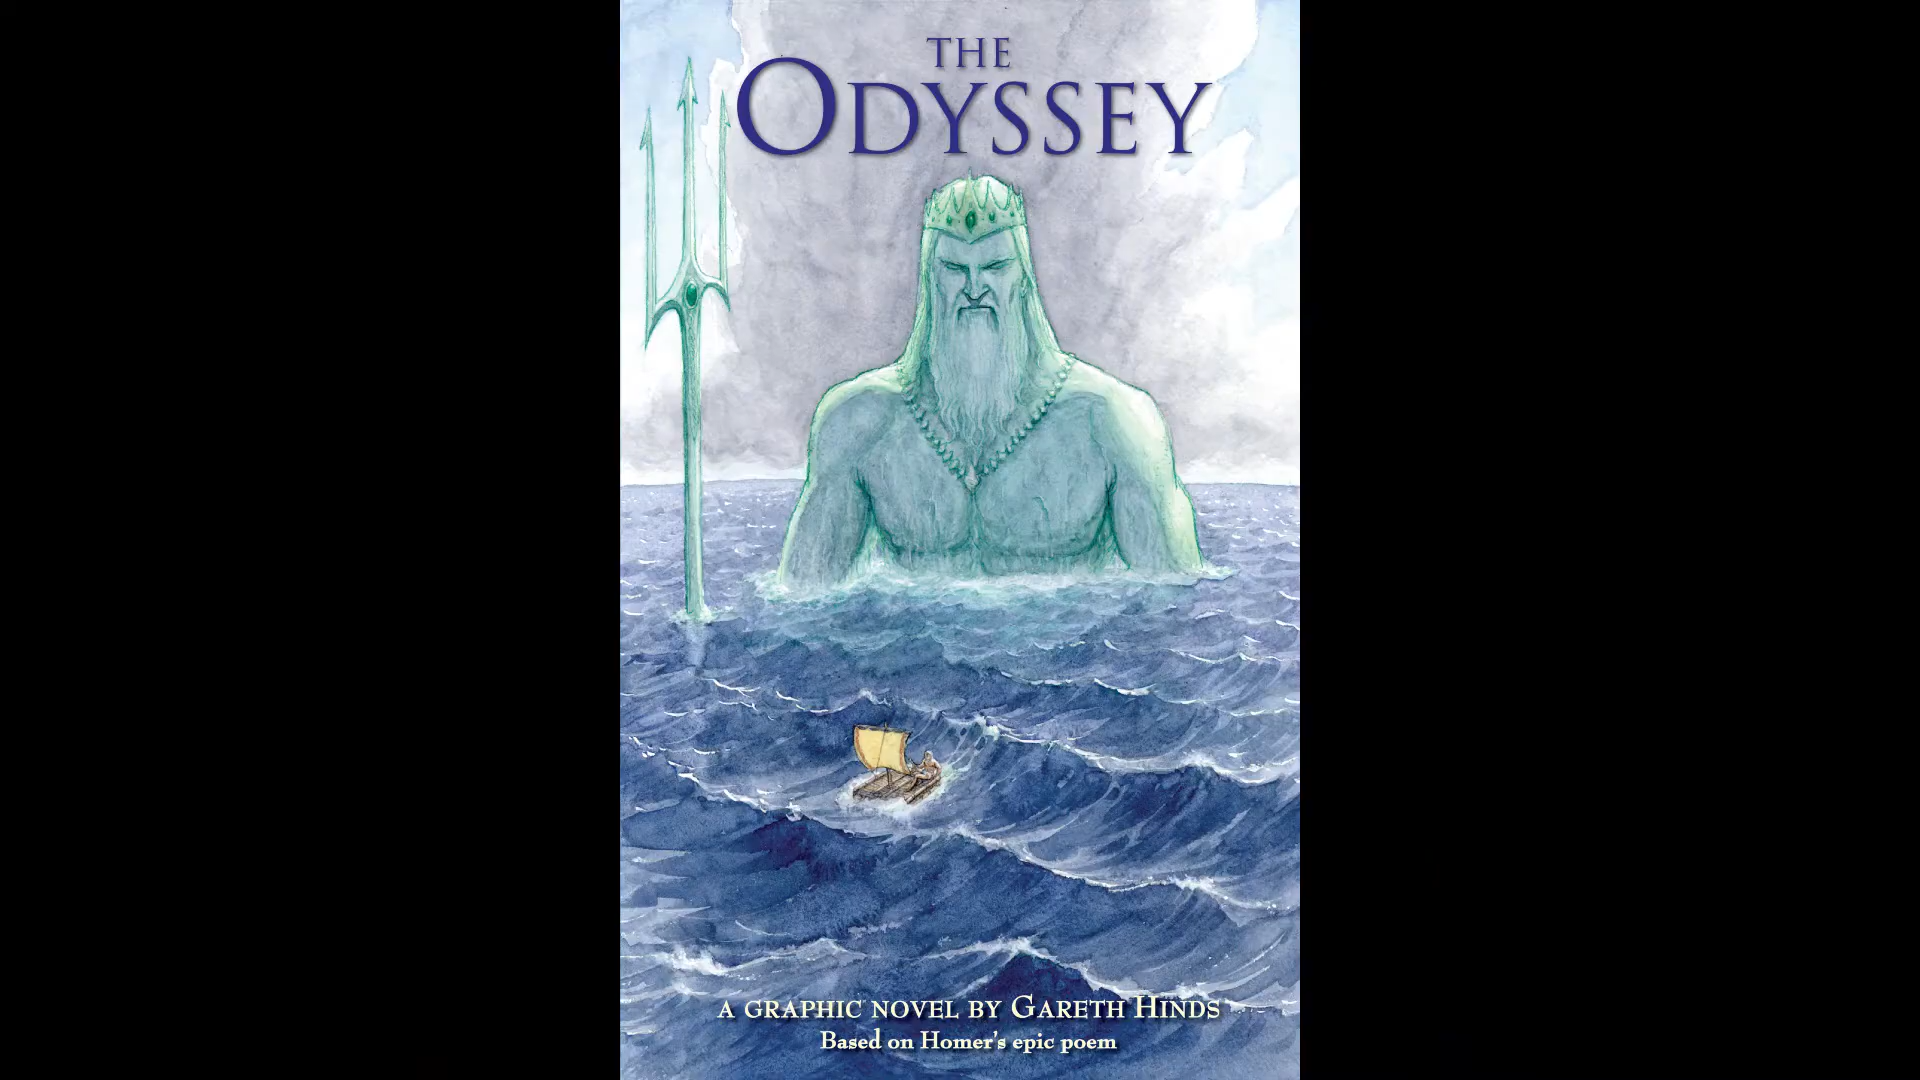 THE
ODYSSEY
A GRAPHIC NOVEL BY GARETH HINDS
Based on Homer's epic poem